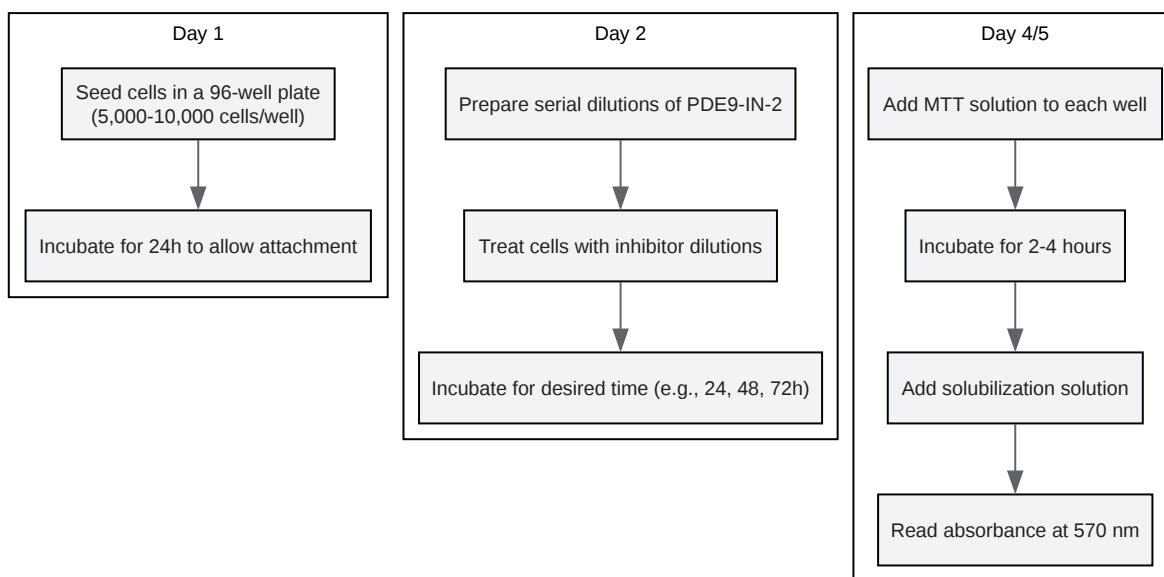 Day 1
Seed cells in a 96-well plate
(5,000-10,000 cells/well)
Incubate for 24h to allow attachment
Day 2
Prepare serial dilutions of PDE9-IN-2
Treat cells with inhibitor dilutions
Incubate for desired time (e.g., 24, 48, 72h)
Day 4/5
Add MTT solution to each well
Incubate for 2-4 hours
Add solubilization solution
Read absorbance at 570 nm